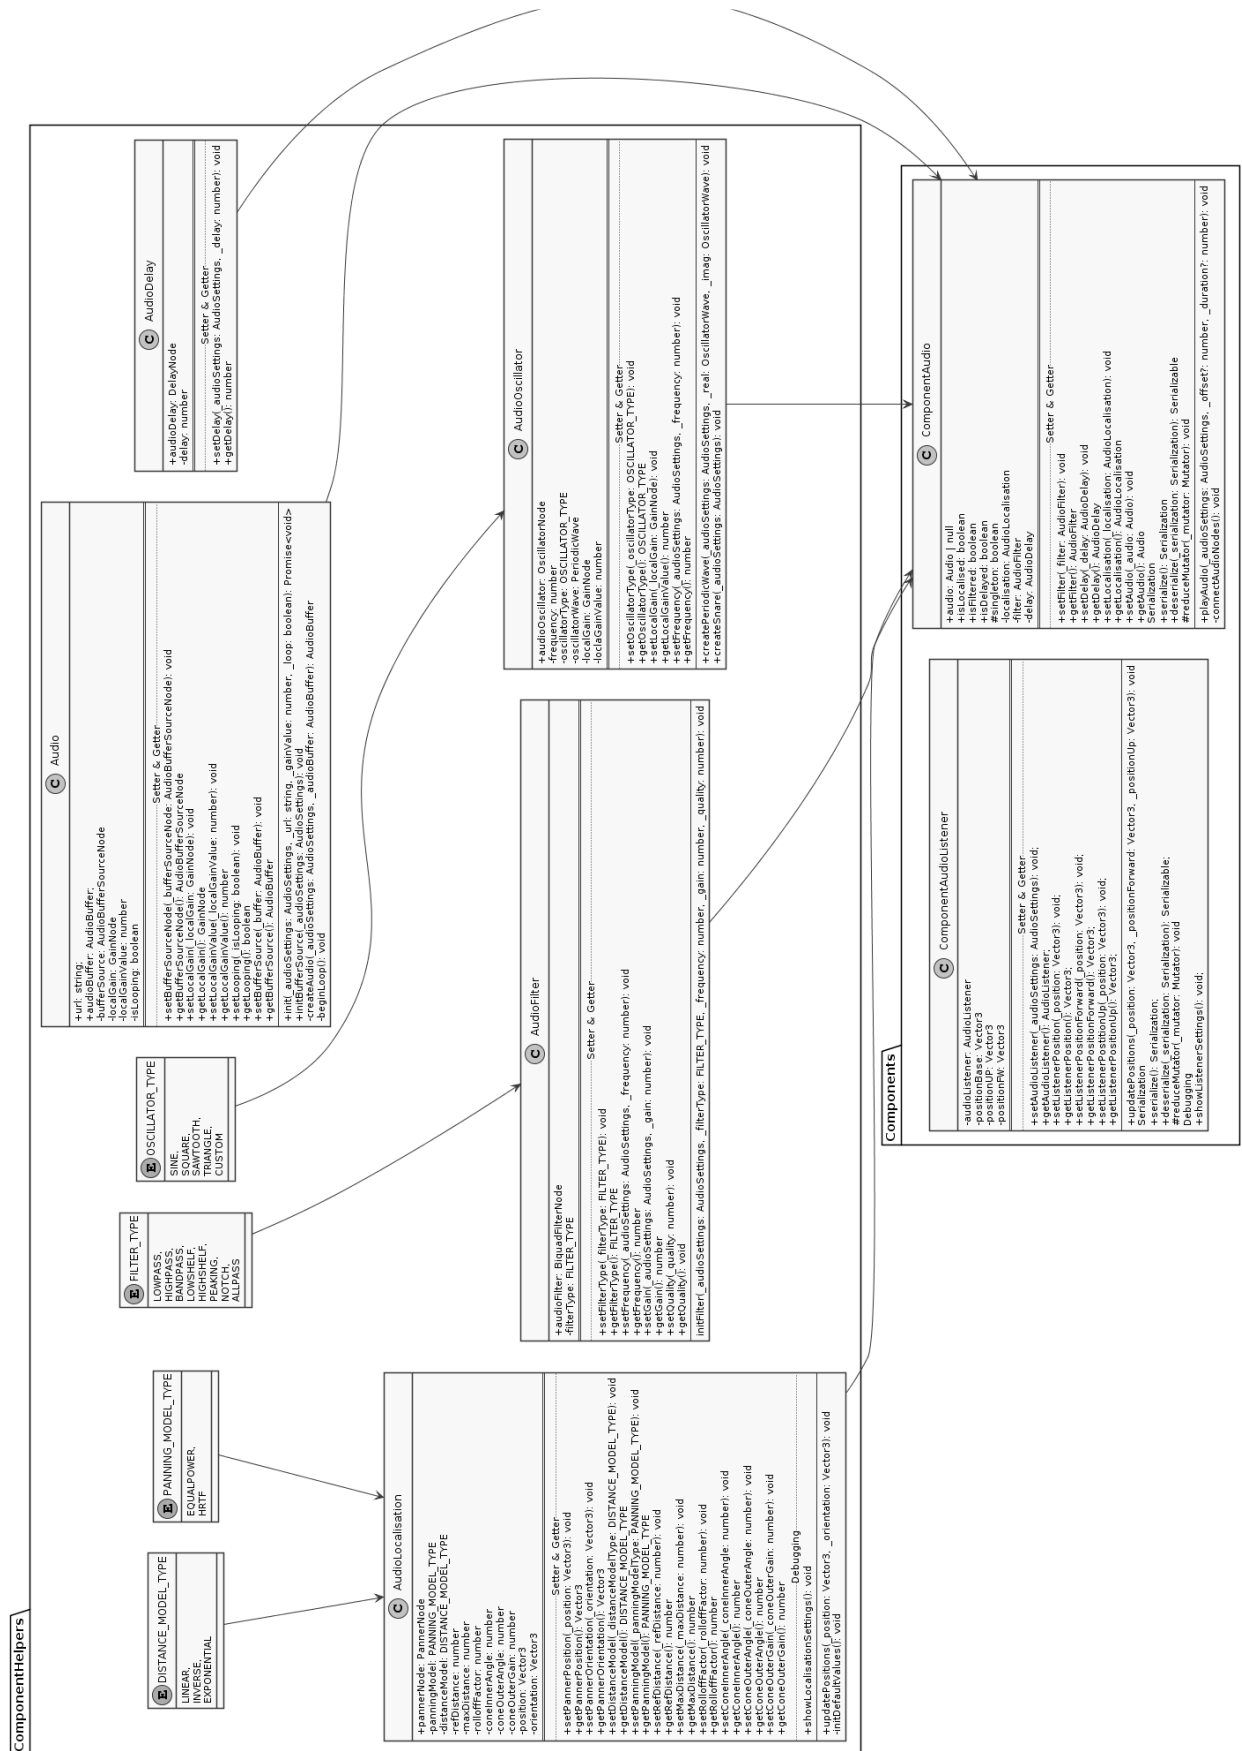 ComponentHelpers
E DISTANCE_MODEL_TYPE
LINEAR,
INVERSE,
EXPONENTIAL
E PANNING_MODEL_TYPE
EQUALPOWER,
HRTF
E FILTER_TYPE
LOWPASS,
HIGHPASS,
BANDPASS,
LOWSHELF,
HIGHSHELF,
PEAKING,
NOTCH,
ALLPASS
E OSCILLATOR_TYPE
SINE,
SQUARE,
SAWTOOTH,
TRIANGLE,
CUSTOM
C Audio
+url: string;
+audioBuffer: AudioBuffer;
-bufferSource: AudioBufferSourceNode
-localGain: GainNode
-localGainValue: number
-isLooping: boolean
Setter & Getter
+setBufferSourceNode(_bufferSourceNode: AudioBufferSourceNode): void
+getBufferSourceNode(): AudioBufferSourceNode
+setLocalGain(_localGain: GainNode): void
+getLocalGain(): GainNode
+setLocalGainValue(_localGainValue: number): void
+getLocalGainValue(): number
+setLooping(_isLooping: boolean): void
+getLooping(): boolean
+setBufferSource(_buffer: AudioBuffer): void
+getBufferSource(): AudioBuffer
+init(_audioSettings: AudioSettings, _url: string, _gainValue: number, _loop: boolean): Promise<void>
+initBufferSource(_audioSettings: AudioSettings): void
-createAudio(_audioSettings: AudioSettings, _audioBuffer: AudioBuffer): AudioBuffer
-beginLoop(): void
C AudioDelay
+audioDelay: DelayNode
-delay: number
Setter & Getter
+setDelay(_audioSettings: AudioSettings, _delay: number): void
+getDelay(): number
C AudioLocalisation
+pannerNode: PannerNode
-panningModel: PANNING_MODEL_TYPE
-distanceModel: DISTANCE_MODEL_TYPE
-refDistance: number
-maxDistance: number
-rolloffFactor: number
-coneInnerAngle: number
-coneOuterAngle: number
-coneOuterGain: number
-position: Vector3
-orientation: Vector3
Setter & Getter
+setPannerPosition(_position: Vector3): void
+getPannerPosition(): Vector3
+setPannerOrientation(_orientation: Vector3): void
+getPannerOrientation(): Vector3
+setDistanceModel(_distanceModelType: DISTANCE_MODEL_TYPE): void
+getDistanceModel(): DISTANCE_MODEL_TYPE
+setPanningModel(_panningModelType: PANNING_MODEL_TYPE): void
+getPanningModel(): PANNING_MODEL_TYPE
+setRefDistance(_refDistance: number): void
+getRefDistance(): number
+setMaxDistance(_maxDistance: number): void
+getMaxDistance(): number
+setRolloffFactor(_rolloffFactor: number): void
+getRolloffFactor(): number
+setConeInnerAngle(_coneInnerAngle: number): void
+getConeInnerAngle(): number
+setConeOuterAngle(_coneOuterAngle: number): void
+getConeOuterAngle(): number
+setConeOuterGain(_coneOuterGain: number): void
+getConeOuterGain(): number
Debugging
+showLocalisationSettings(): void
+updatePositions(_position: Vector3, _orientation: Vector3): void
-initDefaultValues(): void
C AudioFilter
+audioFilter: BiquadFilterNode
-filterType: FILTER_TYPE
Setter & Getter
+setFilterType(_filterType: FILTER_TYPE): void
+getFilterType(): FILTER_TYPE
+setFrequency(_audioSettings: AudioSettings, _frequency: number): void
+getFrequency(): number
+setGain(_audioSettings: AudioSettings, _gain: number): void
+getGain(): number
+setQuality(_quality: number): void
+getQuality(): void
initFilter(_audioSettings: AudioSettings, _filterType: FILTER_TYPE, _frequency: number, _gain: number, _quality: number): void
C AudioOscillator
+audioOscillator: OscillatorNode
-frequency: number
-oscillatorType: OSCILLATOR_TYPE
-oscillatorWave: PeriodicWave
-localGain: GainNode
-loclaGainValue: number
Setter & Getter
+setOscillatorType(_oscillatorType: OSCILLATOR_TYPE): void
+getOscillatorType(): OSCILLATOR_TYPE
+setLocalGain(_localGain: GainNode): void
+getLocalGainValue(): number
+setFrequency(_audioSettings: AudioSettings, _frequency: number): void
+getFrequency(): number
+createPeriodicWave(_audioSettings: AudioSettings, _real: OscillatorWave, _imag: OscillatorWave): void
+createSnare(_audioSettings: AudioSettings): void
Components
C ComponentAudioListener
-audioListener: AudioListener
-positionBase: Vector3
-positionUP: Vector3
-positionFW: Vector3
Setter & Getter
+setAudioListener(_audioSettings: AudioSettings): void;
+getAudioListener(): AudioListener;
+setListenerPosition(_position: Vector3): void;
+getListenerPosition(): Vector3;
+setListenerPositionForward(_position: Vector3): void;
+getListenerPositionForward(): Vector3;
+setListenerPostitionUp(_position: Vector3): void;
+getListenerPositionUp(): Vector3;
+updatePositions(_position: Vector3, _positionForward: Vector3, _positionUp: Vector3): void
Serialization
+serialize(): Serialization;
+deserialize(_serialization: Serialization): Serializable;
#reduceMutator(_mutator: Mutator): void
Debugging
+showListenerSettings(): void;
C ComponentAudio
+audio: Audio | null
+isLocalised: boolean
+isFiltered: boolean
+isDelayed: boolean
#singleton: boolean
-localisation: AudioLocalisation
-filter: AudioFilter
-delay: AudioDelay
Setter & Getter
+setFilter(_filter: AudioFilter): void
+getFilter(): AudioFilter
+setDelay(_delay: AudioDelay): void
+getDelay(): AudioDelay
+setLocalisation(_localisation: AudioLocalisation): void
+getLocalisation(): AudioLocalisation
+setAudio(_audio: Audio): void
+getAudio(): Audio
Serialization
+serialize(): Serialization
+deserialize(_serialization: Serialization): Serializable
#reduceMutator(_mutator: Mutator): void
+playAudio(_audioSettings: AudioSettings, _offset?: number, _duration?: number): void
-connectAudioNodes(): void